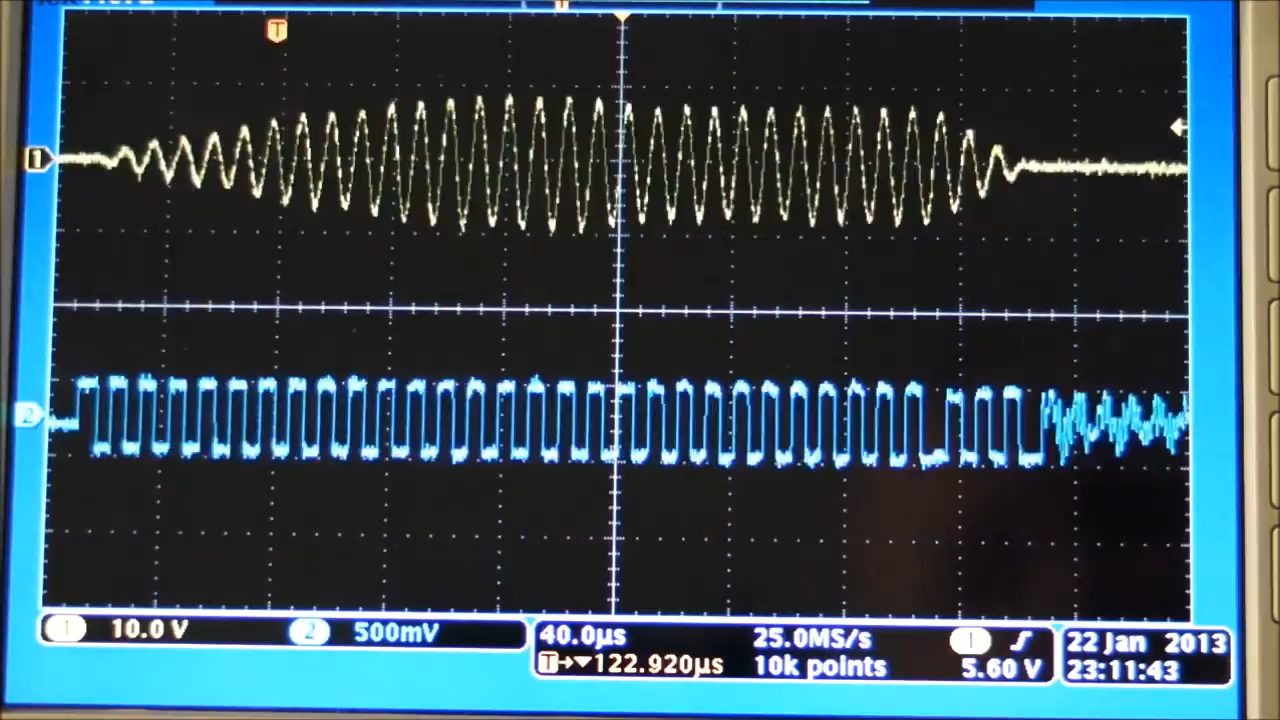 T
1
2
1 10.0 V 2 500mV
40.0µs 25.0MS/s 1
T→▼122.920µs 10k points 5.60 V
22 Jan 2013
23:11:43